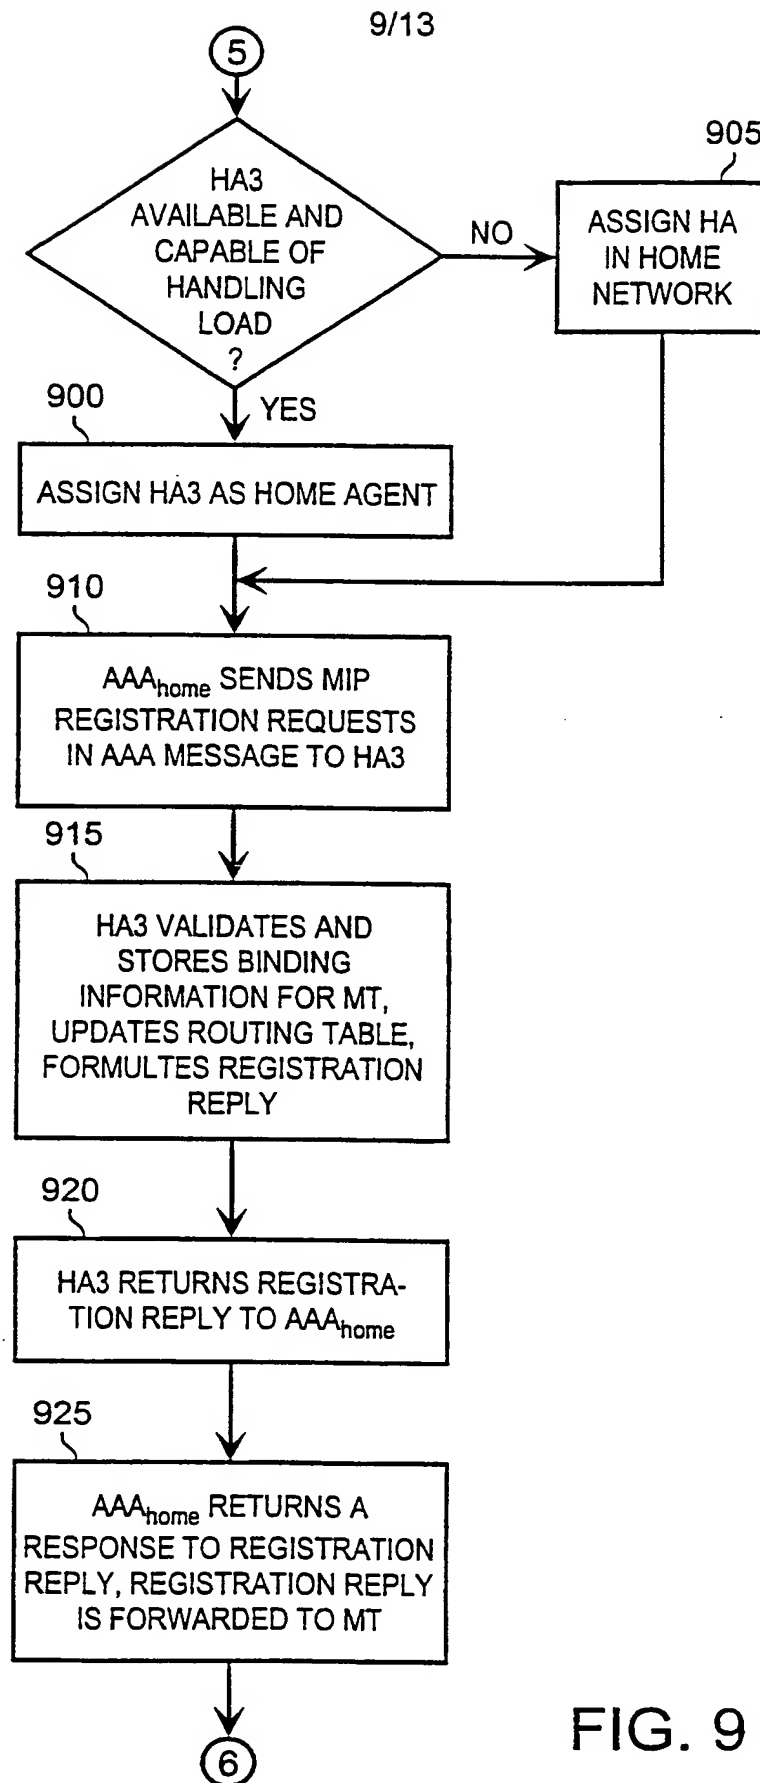 9/13
5
HA3
AVAILABLE AND
CAPABLE OF
HANDLING
LOAD
?
NO
905
ASSIGN HA
IN HOME
NETWORK
YES
900
ASSIGN HA3 AS HOME AGENT
910
AAAhome SENDS MIP
REGISTRATION REQUESTS
IN AAA MESSAGE TO HA3
915
HA3 VALIDATES AND
STORES BINDING
INFORMATION FOR MT,
UPDATES ROUTING TABLE,
FORMULTES REGISTRATION
REPLY
920
HA3 RETURNS REGISTRA-
TION REPLY TO AAAhome
925
AAAhome RETURNS A
RESPONSE TO REGISTRATION
REPLY, REGISTRATION REPLY
IS FORWARDED TO MT
6
FIG. 9